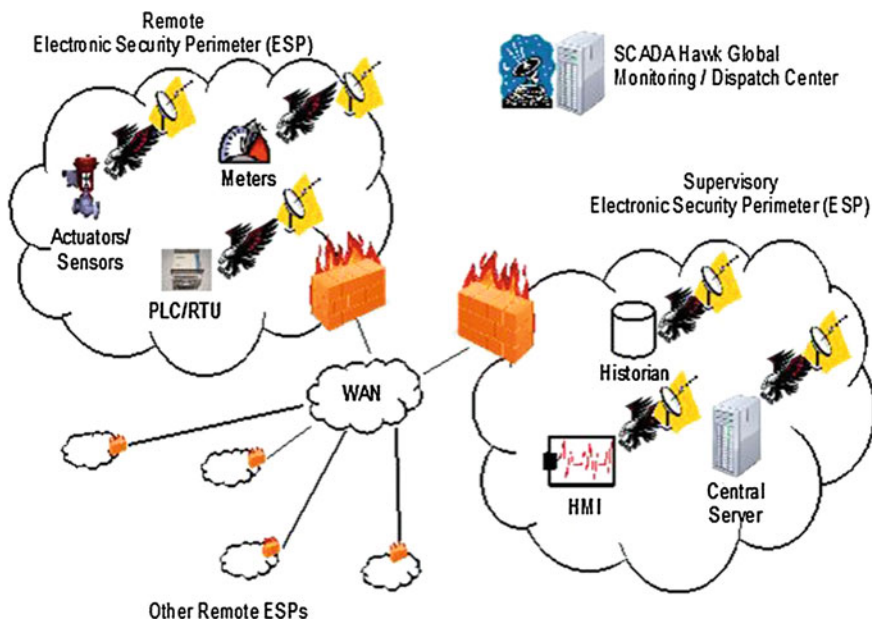 Remote
Electronic Security Perimeter (ESP)
SCADA Hawk Global
Monitoring / Dispatch Center
Meters
Actuators/
Sensors
PLC/RTU
Supervisory
Electronic Security Perimeter (ESP)
WAN
Historian
HMI
Central
Server
Other Remote ESPs